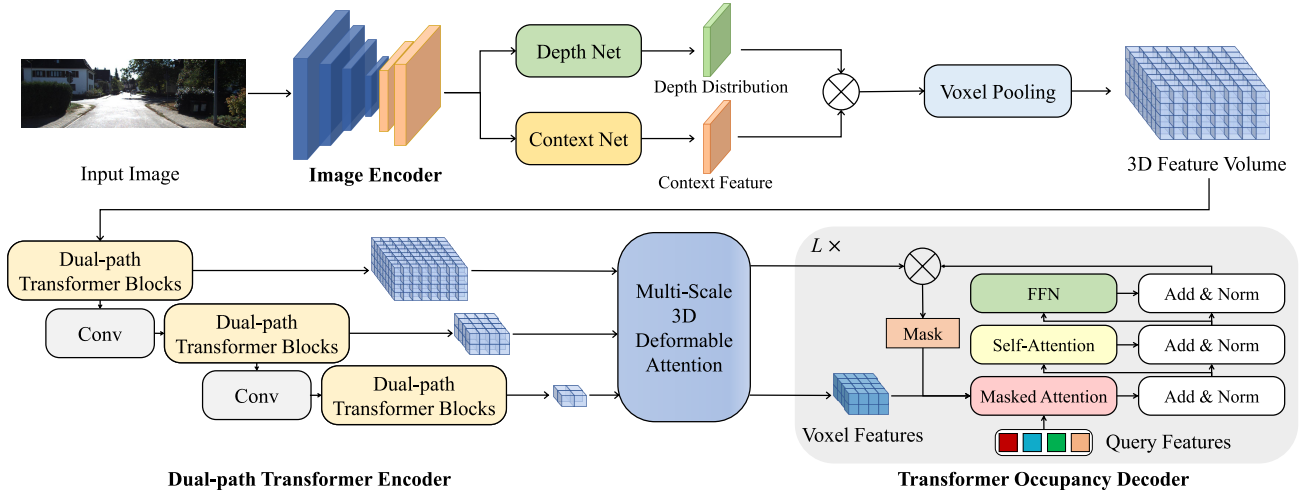 Depth Net
Depth Distribution
Voxel Pooling
Context Net
Input Image
Image Encoder
Context Feature
3D Feature Volume
Dual-path
Transformer Blocks
Conv
Dual-path
Transformer Blocks
Conv
Dual-path
Transformer Blocks
Multi-Scale
3D
Deformable
Attention
L ×
FFN
Add & Norm
Mask
Self-Attention
Add & Norm
Masked Attention
Add & Norm
Voxel Features
Query Features
Dual-path Transformer Encoder
Transformer Occupancy Decoder